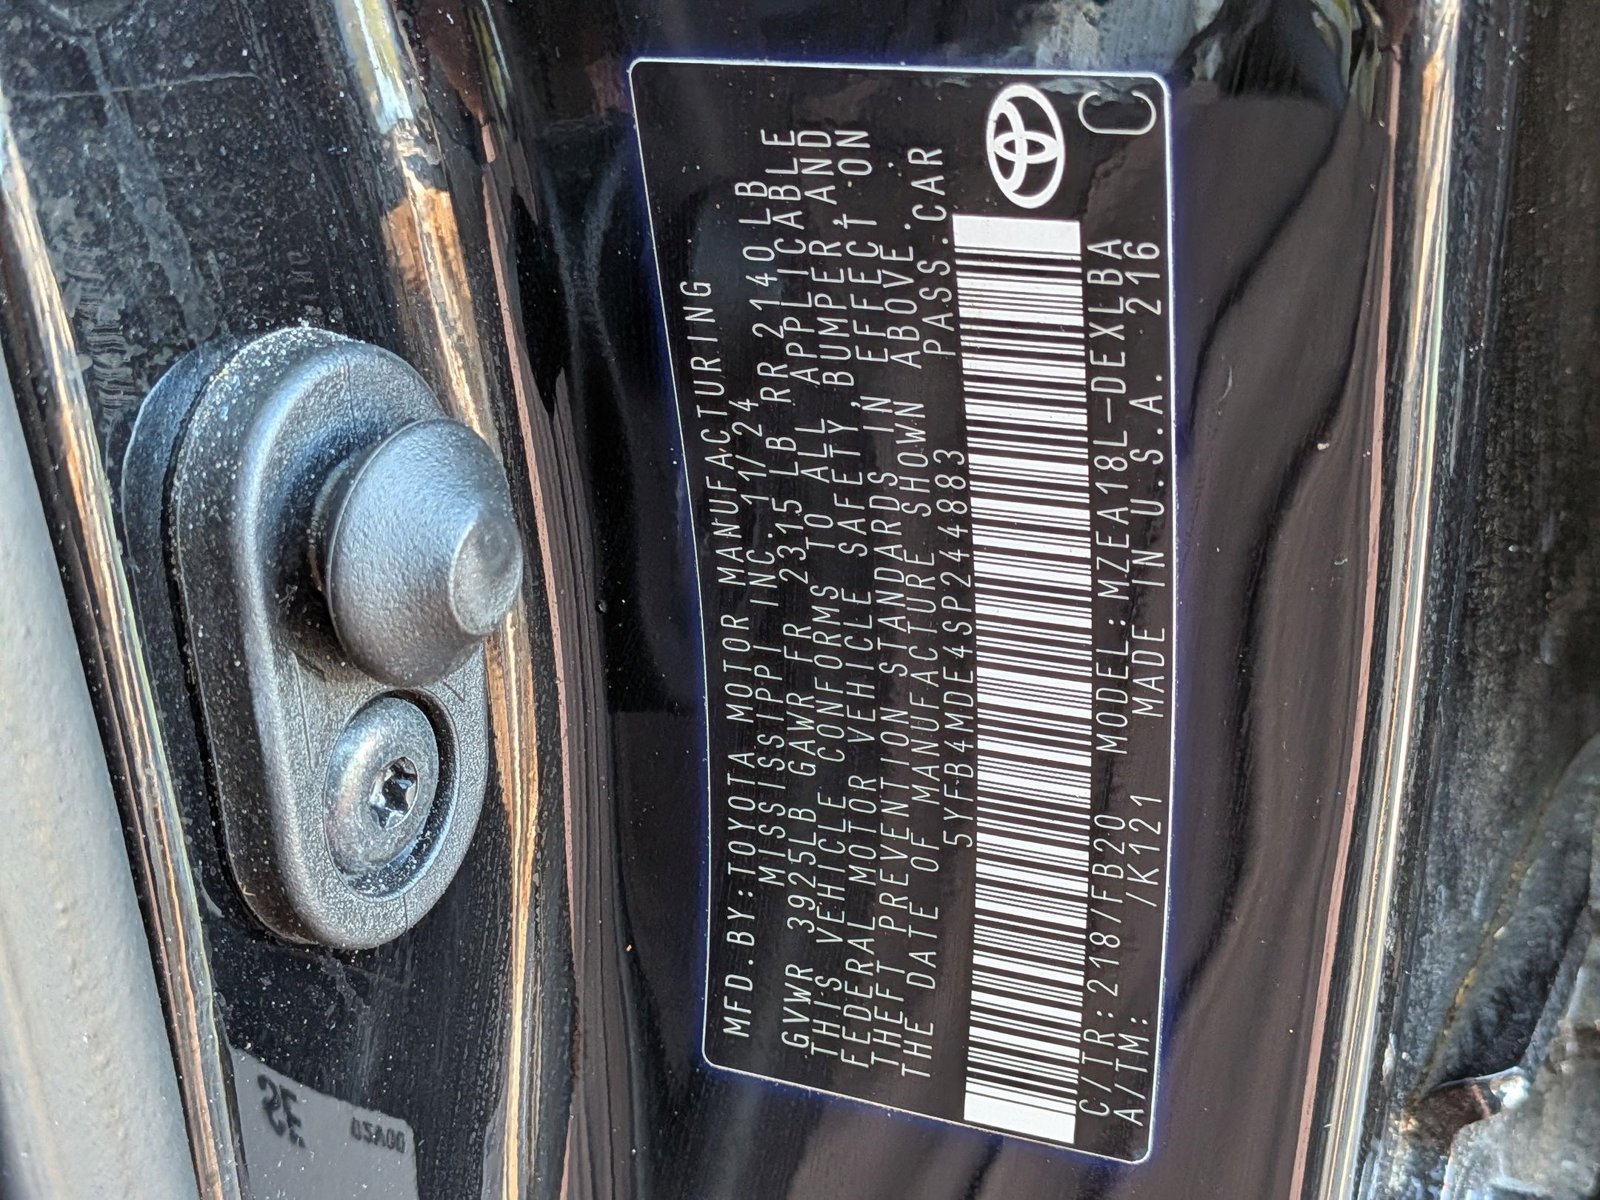 MFD.BY:TOYOTA MOTOR MANUFACTURING
MISSISSIPPI INC. 11/24
GVWR 3925LB GAWR FR 2315 LB RR 2140 LB
THIS VEHICLE CONFORMS TO ALL APPLICABLE
FEDERAL MOTOR VEHICLE SAFETY, BUMPER, AND
THEFT PREVENTION STANDARDS IN EFFECT ON
THE DATE OF MANUFACTURE SHOWN ABOVE.
5YFB4MDE4SP244883 PASS.CAR
C/TR:218/FB20 MODEL:MZEA18L-DEXLBA
A/TM: /K121 MADE IN U.S.A. 216
C